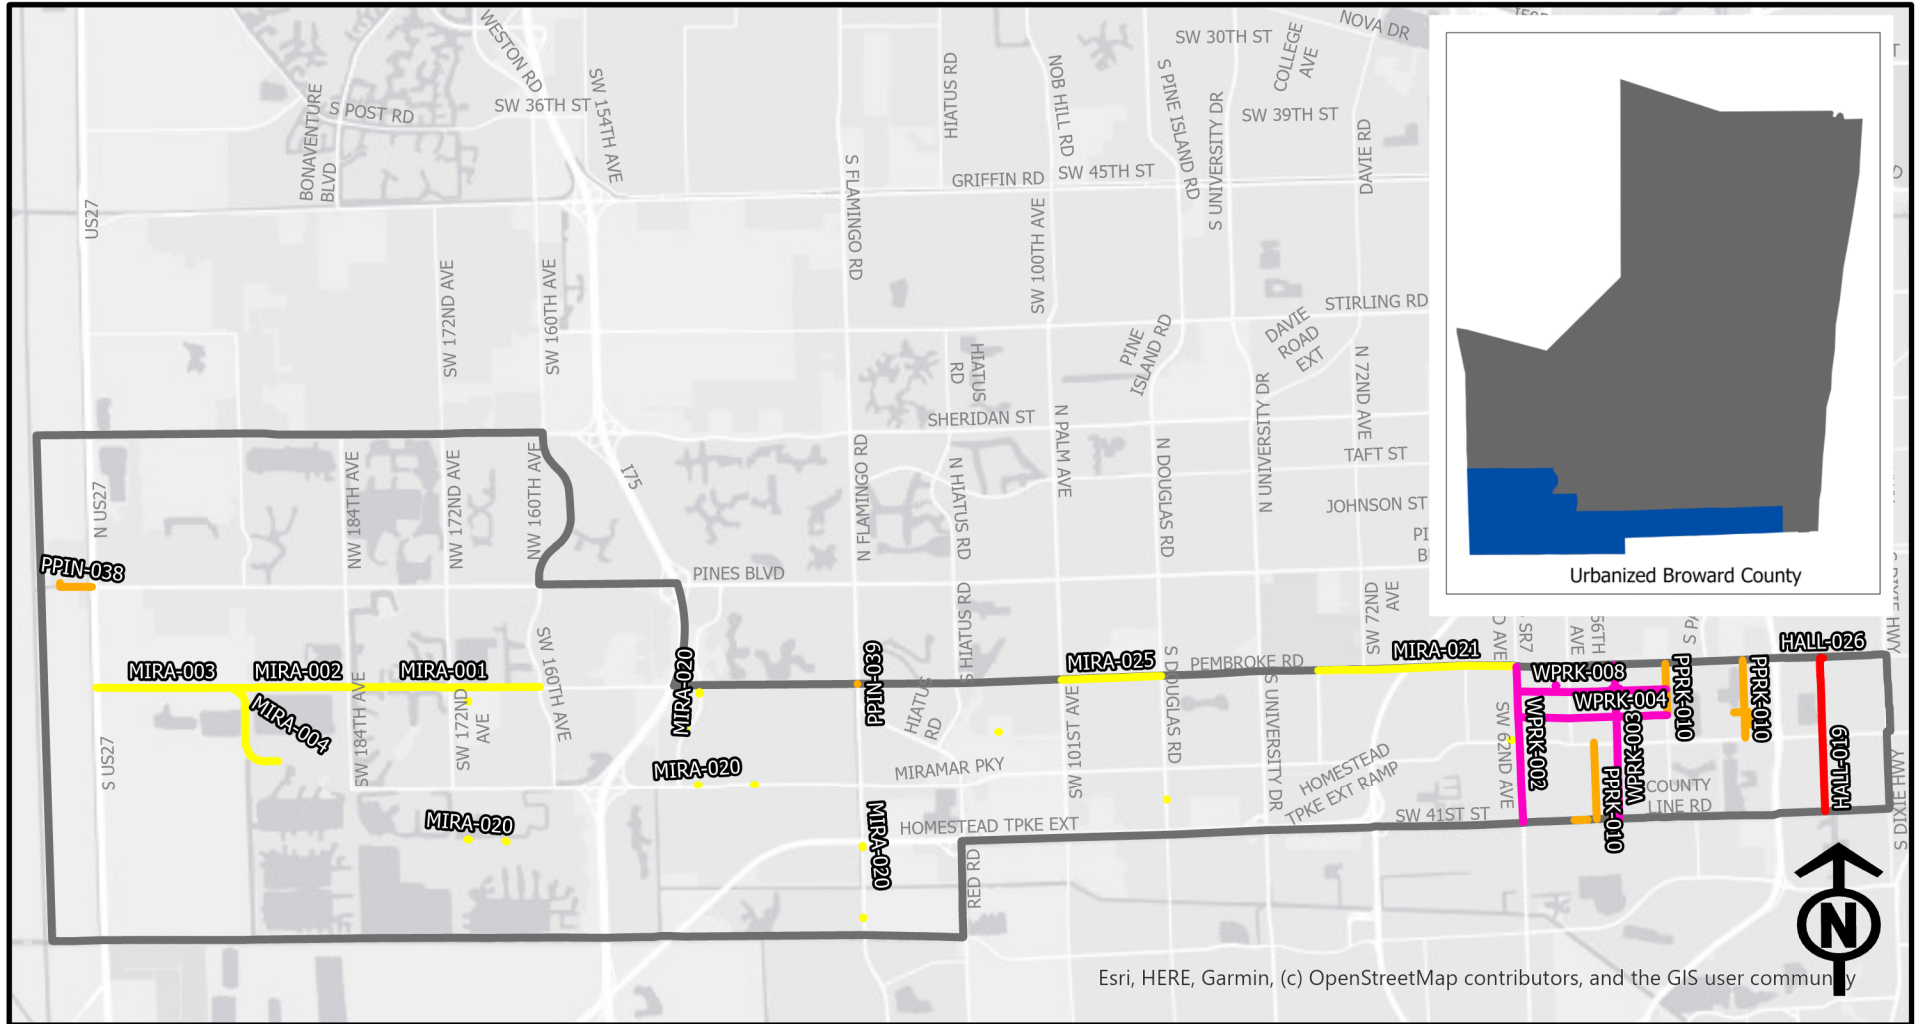 WESTON RD
SW 154TH AVE
S POST RD
SW 36TH ST
BONAVENTURE
BLVD
US27
HIATUS RD
NOB HILL RD
S PINE ISLAND RD
SW 30TH ST
COLLEGE
AVE
NOVA DR
S UNIVERSITY DR
SW 39TH ST
DAVIE RD
GRIFFIN RD
SW 45TH ST
S FLAMINGO RD
SW 100TH AVE
SW 172ND AVE
SW 160TH AVE
STIRLING RD
DAVIE
ROAD
EXT
PINE
ISLAND RD
HIATUS
RD
N 72ND AVE
SHERIDAN ST
N PALM AVE
N UNIVERSITY DR
TAFT ST
JOHNSON ST
N DOUGLAS RD
N FLAMINGO RD
N HIATUS RD
I75
N US27
NW 184TH AVE
NW 172ND AVE
NW 160TH AVE
PPIN-038
PINES BLVD
S HIATUS RD
SW 72ND
AVE
SR7
56TH
AVE
Urbanized Broward County
MIRA-003
MIRA-002
MIRA-001
MIRA-004
SW 160TH AVE
SW 184TH AVE
SW 172ND
AVE
S US27
MIRA-020
PPIN-039
HIATUS
RD
MIRA-025
PEMBROKE RD
MIRA-021
S DOUGLAS RD
SW 101ST AVE
S UNIVERSITY DR
HALL-026
WPRK-008
WPRK-004
WPRK-002
WPRK-003
PPRK-010
PPRK-010
PPRK-010
HALL-019
SW 62ND AVE
MIRA-020
MIRAMAR PKY
HOMESTEAD
TPKE EXT RAMP
COUNTY
LINE RD
SW 41ST ST
MIRA-020
MIRA-020
HOMESTEAD TPKE EXT
RED RD
S DIXIE HWY
N
Esri, HERE, Garmin, (c) OpenStreetMap contributors, and the GIS user community